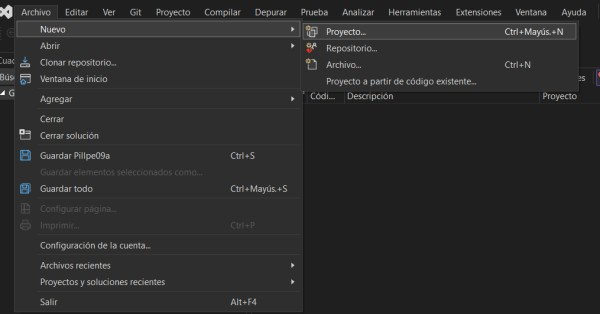 Archivo Editar Ver Git Proyecto Compilar Depurar Prueba Analizar Herramientas Extensiones Ventana Ayuda
Nuevo
Proyecto... Ctrl+Mayús.+N
Abrir
Repositorio...
Clonar repositorio...
Archivo... Ctrl+N
Ventana de inicio
Proyecto a partir de código existente...
Códi... Descripción Proyecto
Agregar
Cerrar
Cerrar solución
Guardar Pillpe09a Ctrl+S
Guardar elementos seleccionados como...
Guardar todo Ctrl+Mayús.+S
Configurar página...
Imprimir... Ctrl+P
Configuración de la cuenta...
Archivos recientes
Proyectos y soluciones recientes
Salir Alt+F4